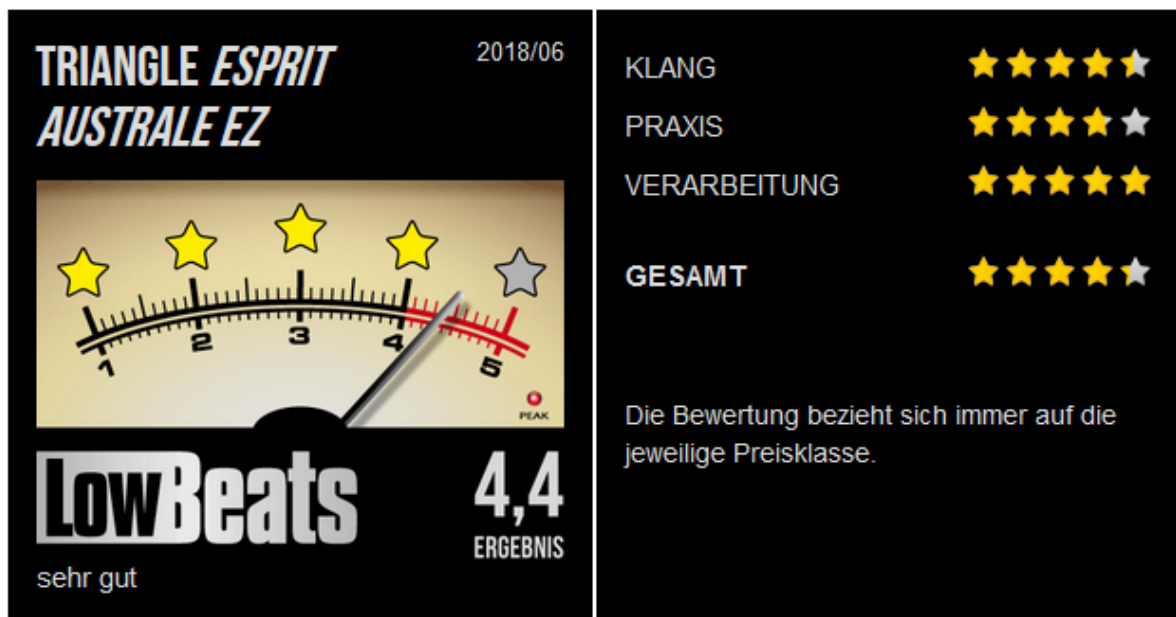 TRIANGLE ESPRIT
AUSTRALE EZ
2018/06
1 2 3 4 5
PEAK
LowBeats
4,4
ERGEBNIS
sehr gut
KLANG
PRAXIS
VERARBEITUNG
GESAMT
Die Bewertung bezieht sich immer auf die
jeweilige Preisklasse.